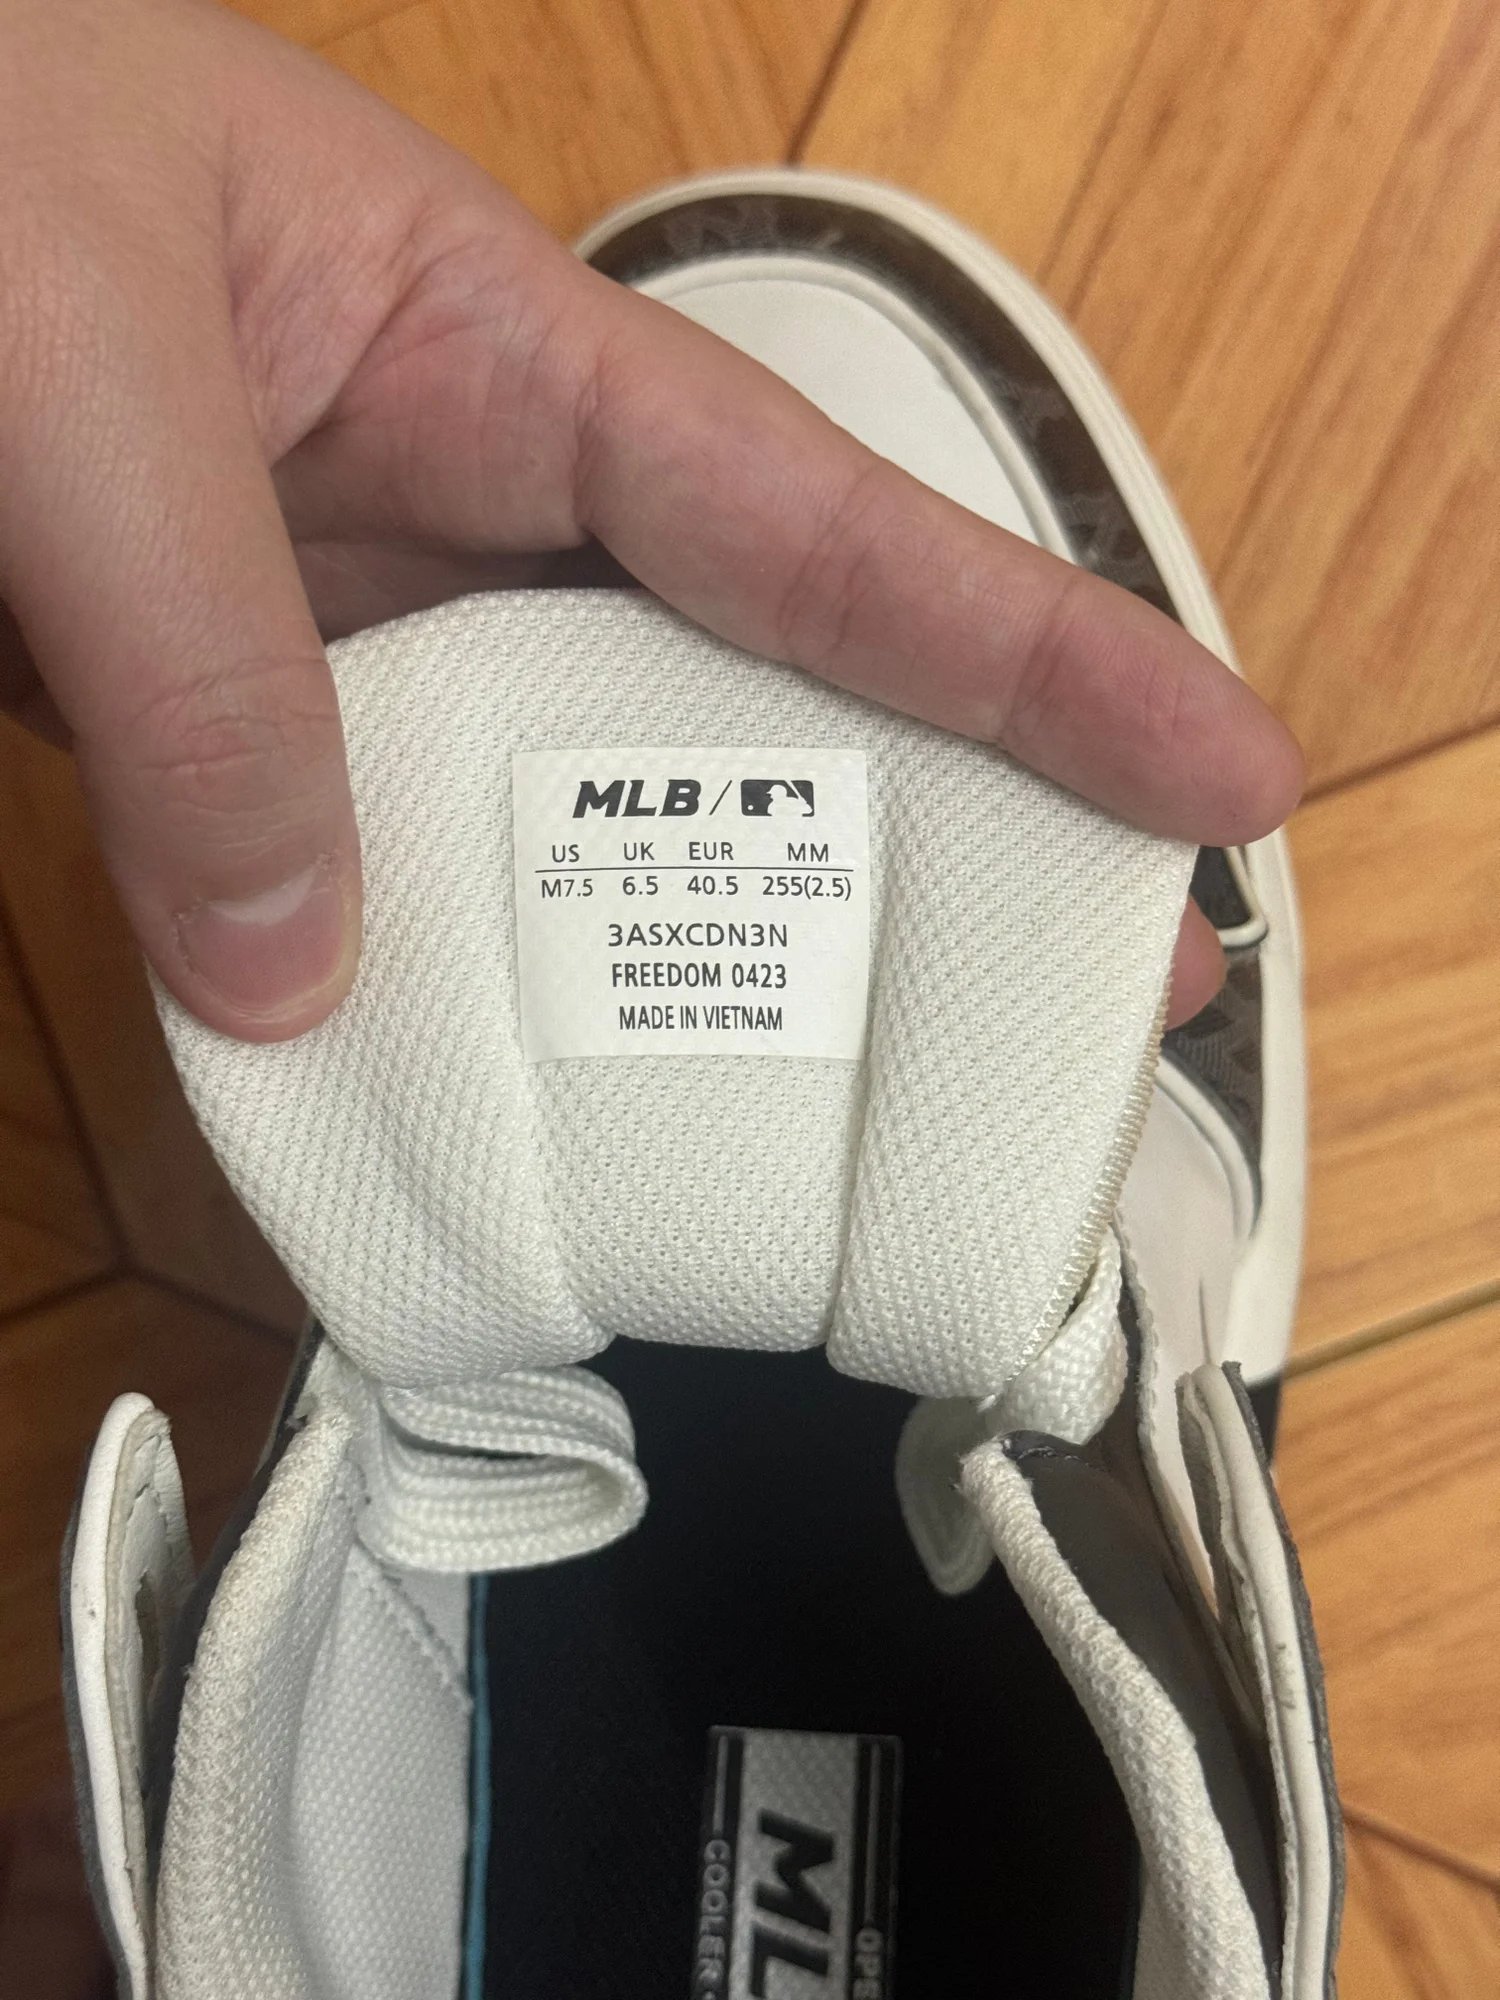 MLB /
US UK EUR MM
M7.5 6.5 40.5 255(2.5)
3ASXCDN3N
FREEDOM 0423
MADE IN VIETNAM
COOLER